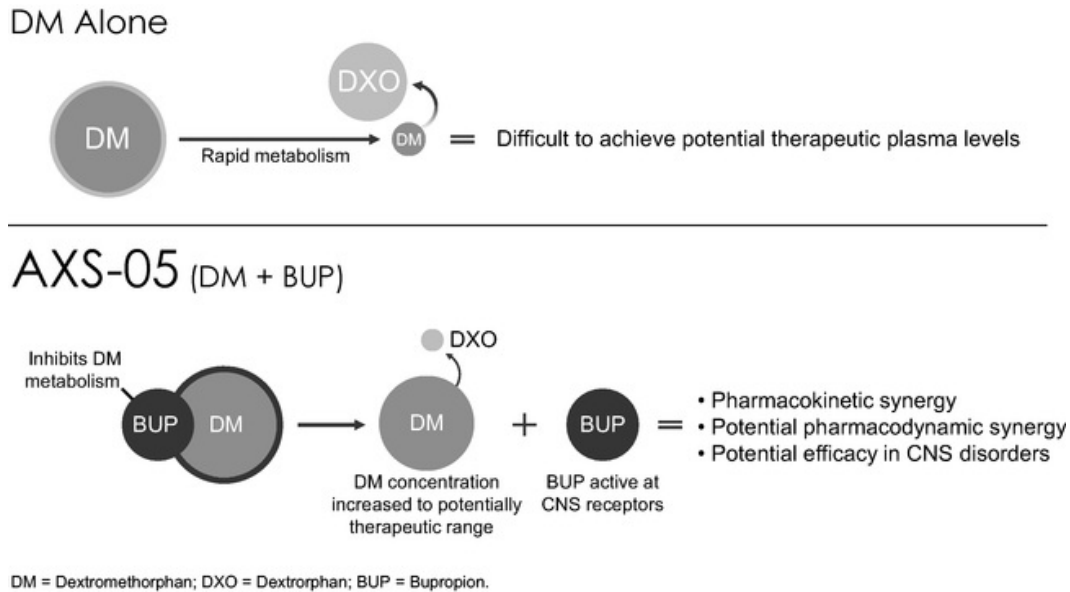 DM Alone
DM
Rapid metabolism
DXO
DM
=
Difficult to achieve potential therapeutic plasma levels
AXS-05 (DM + BUP)
Inhibits DM
metabolism
BUP
DM
DXO
DM
DM concentration
increased to potentially
therapeutic range
+
BUP
BUP active at
CNS receptors
=
• Pharmacokinetic synergy
• Potential pharmacodynamic synergy
• Potential efficacy in CNS disorders
DM = Dextromethorphan; DXO = Dextrorphan; BUP = Bupropion.